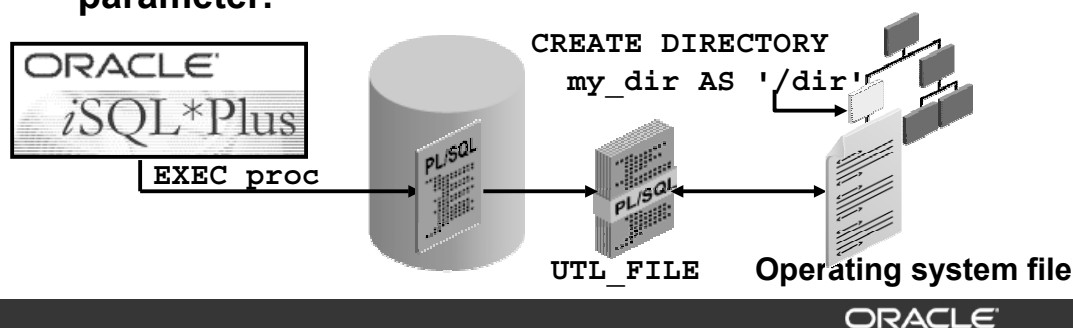 parameter.
CREATE DIRECTORY
my_dir AS '/dir'
ORACLE
iSQL*Plus
PL/SQL
EXEC proc
PL/SQL
UTL_FILE
Operating system file
ORACLE